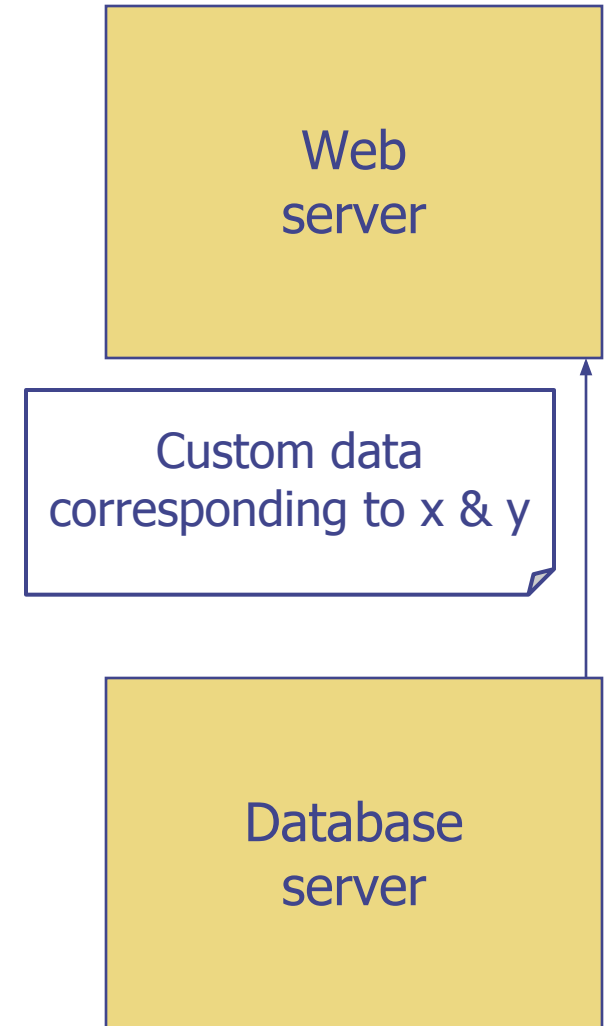 Web
server
Custom data
corresponding to x & y
Database
server